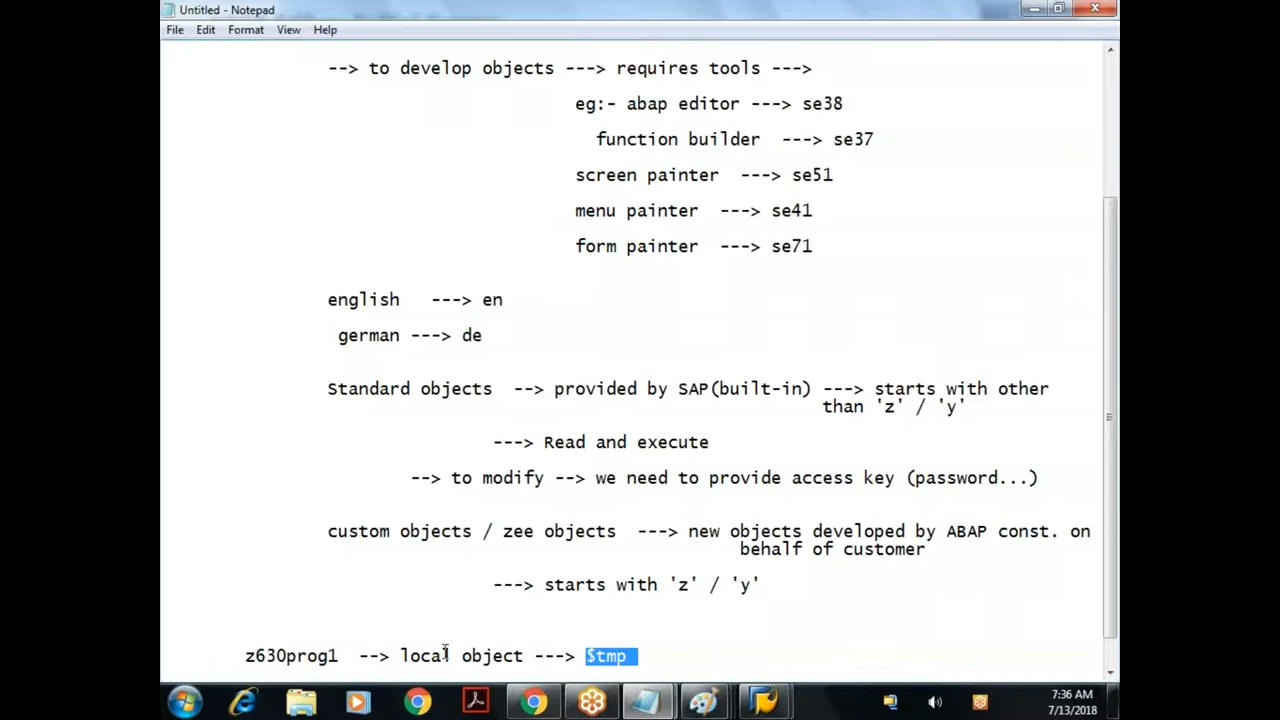 Untitled - Notepad
File Edit Format View Help
--> to develop objects ---> requires tools --->
eg:- abap editor ---> se38
function builder ---> se37
screen painter ---> se51
menu painter ---> se41
form painter ---> se71
english ---> en
german ---> de
Standard objects --> provided by SAP(built-in) ---> starts with other
than 'z' / 'y'
---> Read and execute
--> to modify --> we need to provide access key (password...)
custom objects / zee objects ---> new objects developed by ABAP const. on
behalf of customer
---> starts with 'z' / 'y'
z630prog1 --> local object ---> $tmp
7:36 AM
7/13/2018